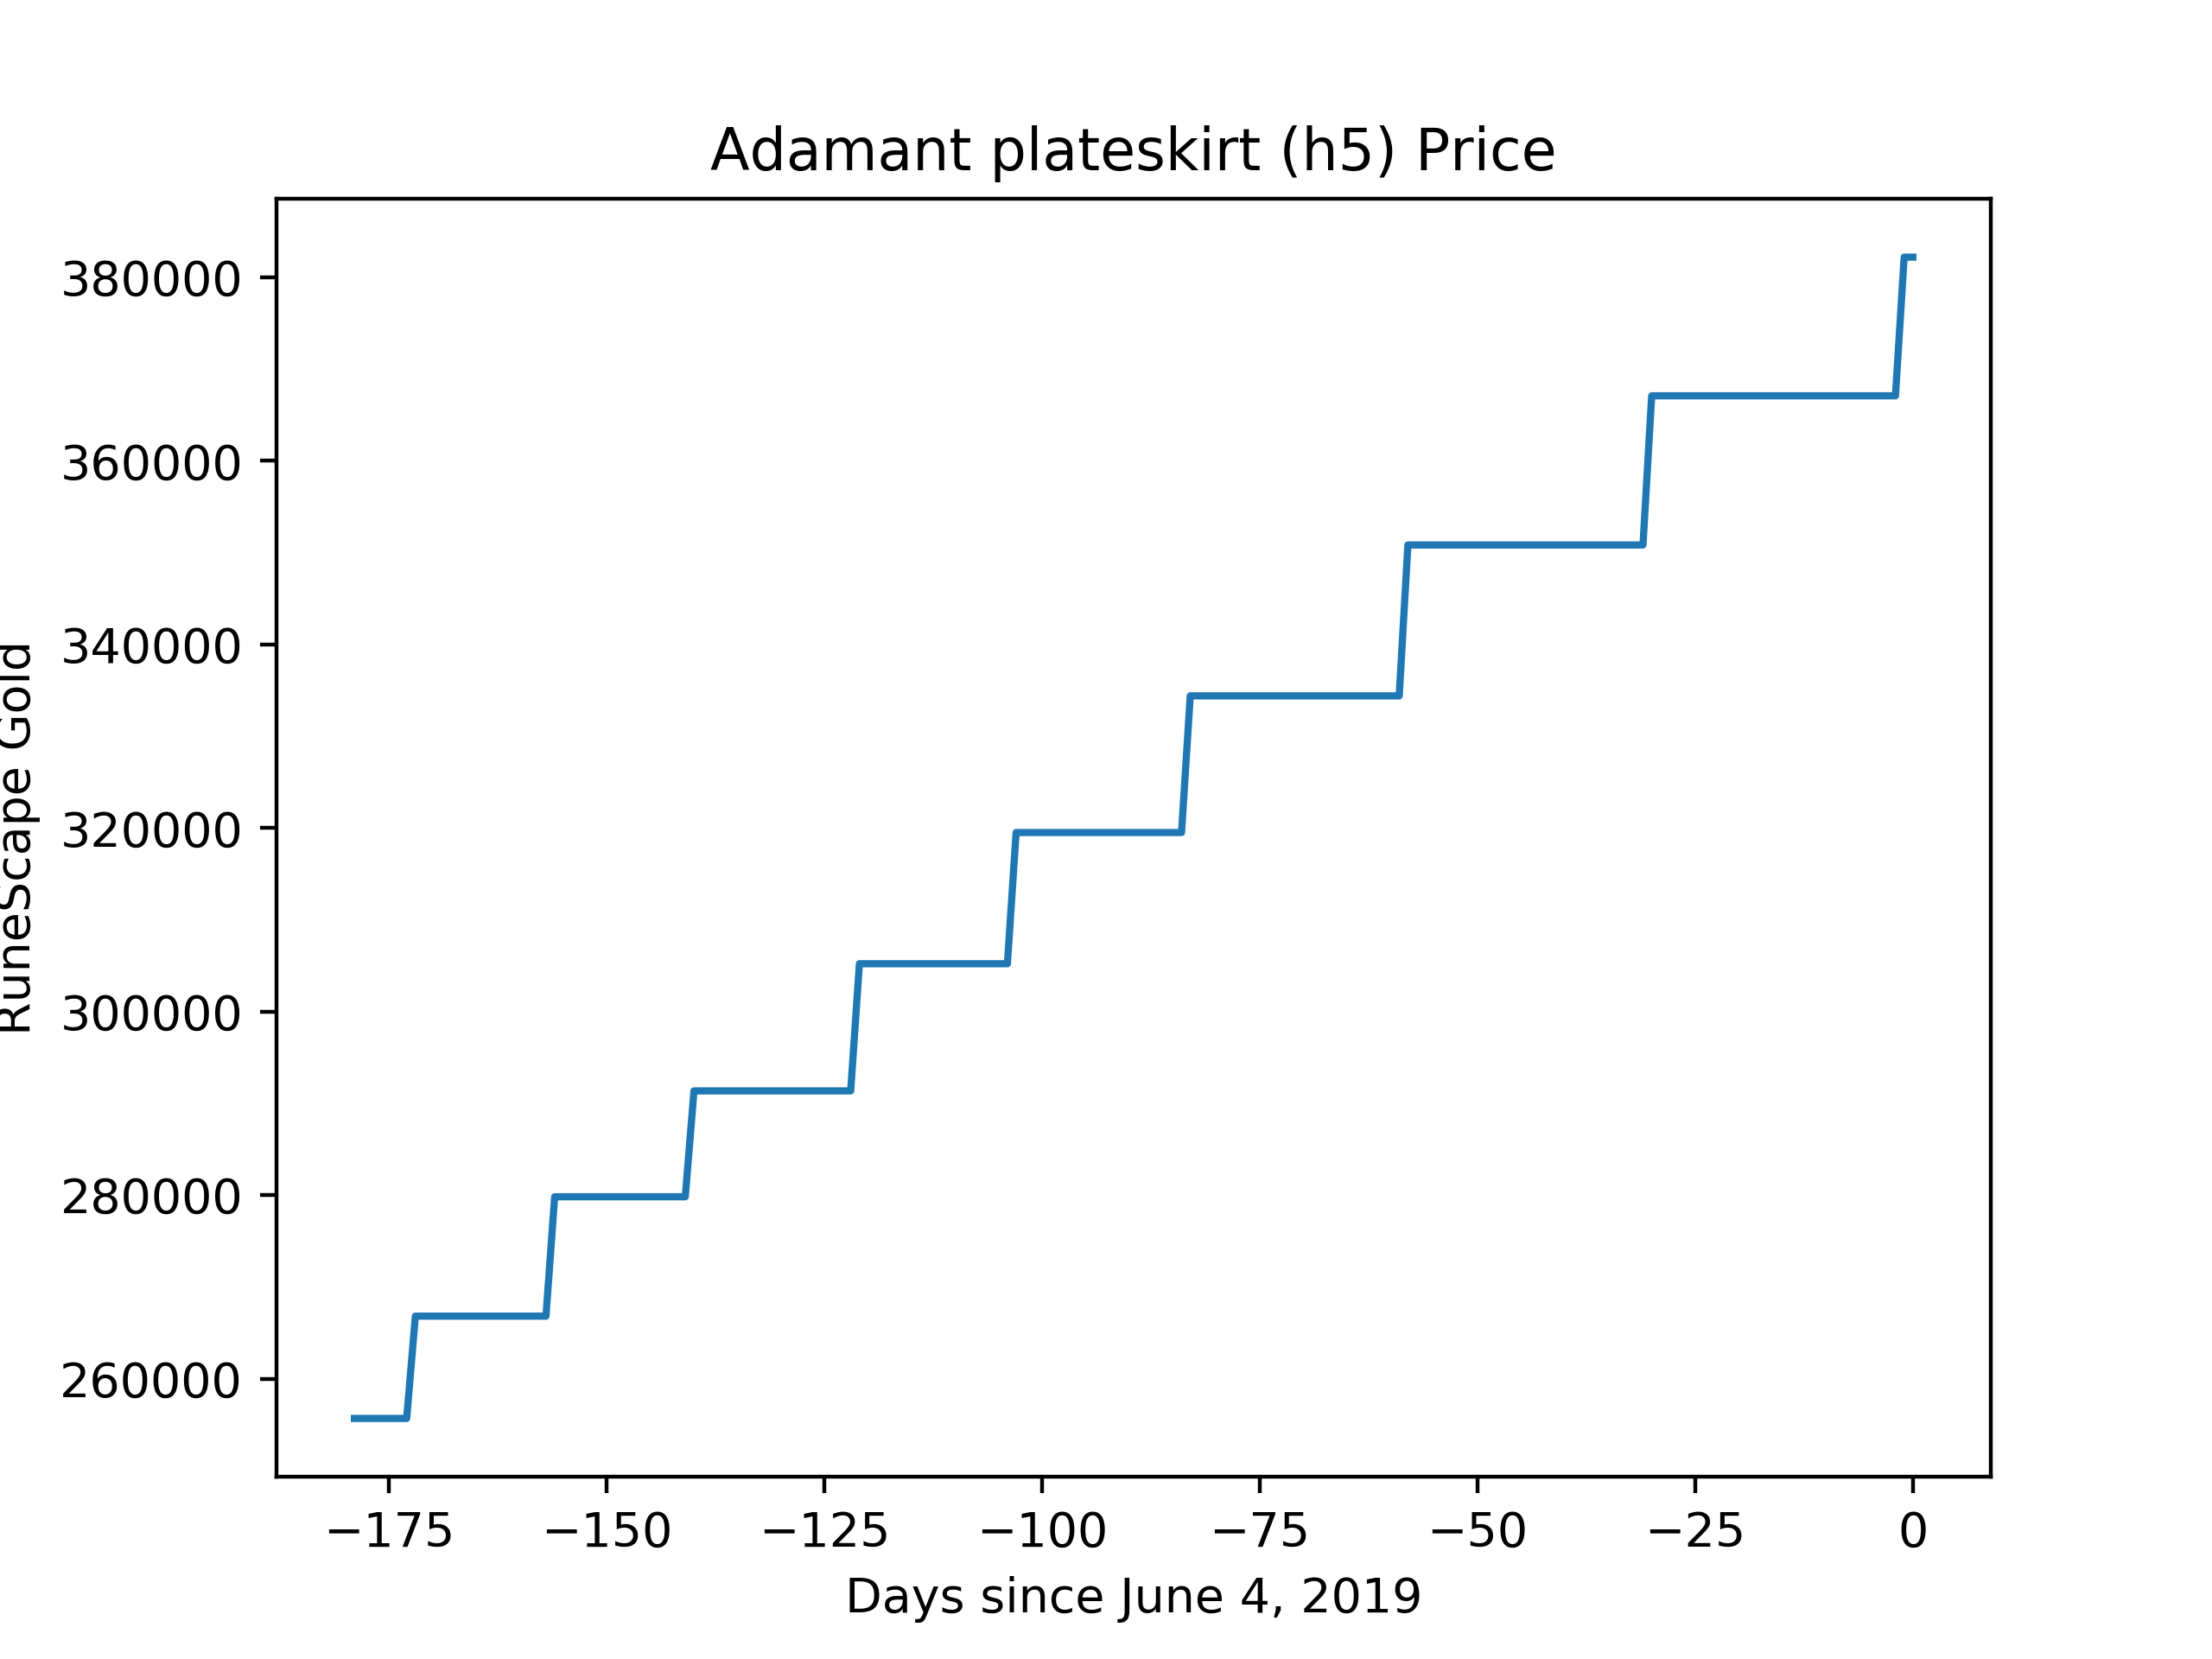 Adamant plateskirt (h5) Price
380000
360000
340000
320000
300000
280000
260000
RuneScape Gold
−175 −150 −125 −100 −75 −50 −25 0
Days since June 4, 2019